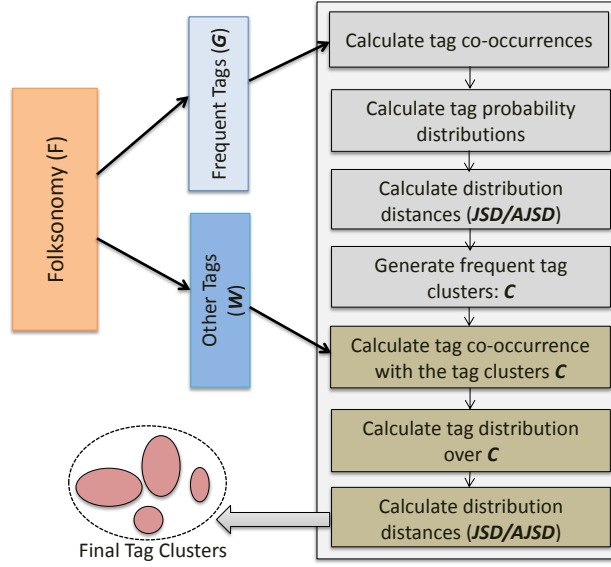 Folksonomy (F)
Frequent Tags (G)
Other Tags
(W)
Calculate tag co-occurrences
Calculate tag probability
distributions
Calculate distribution
distances (JSD/AJSD)
Generate frequent tag
clusters: C
Calculate tag co-occurrence
with the tag clusters C
Calculate tag distribution
over C
Calculate distribution
distances (JSD/AJSD)
Final Tag Clusters